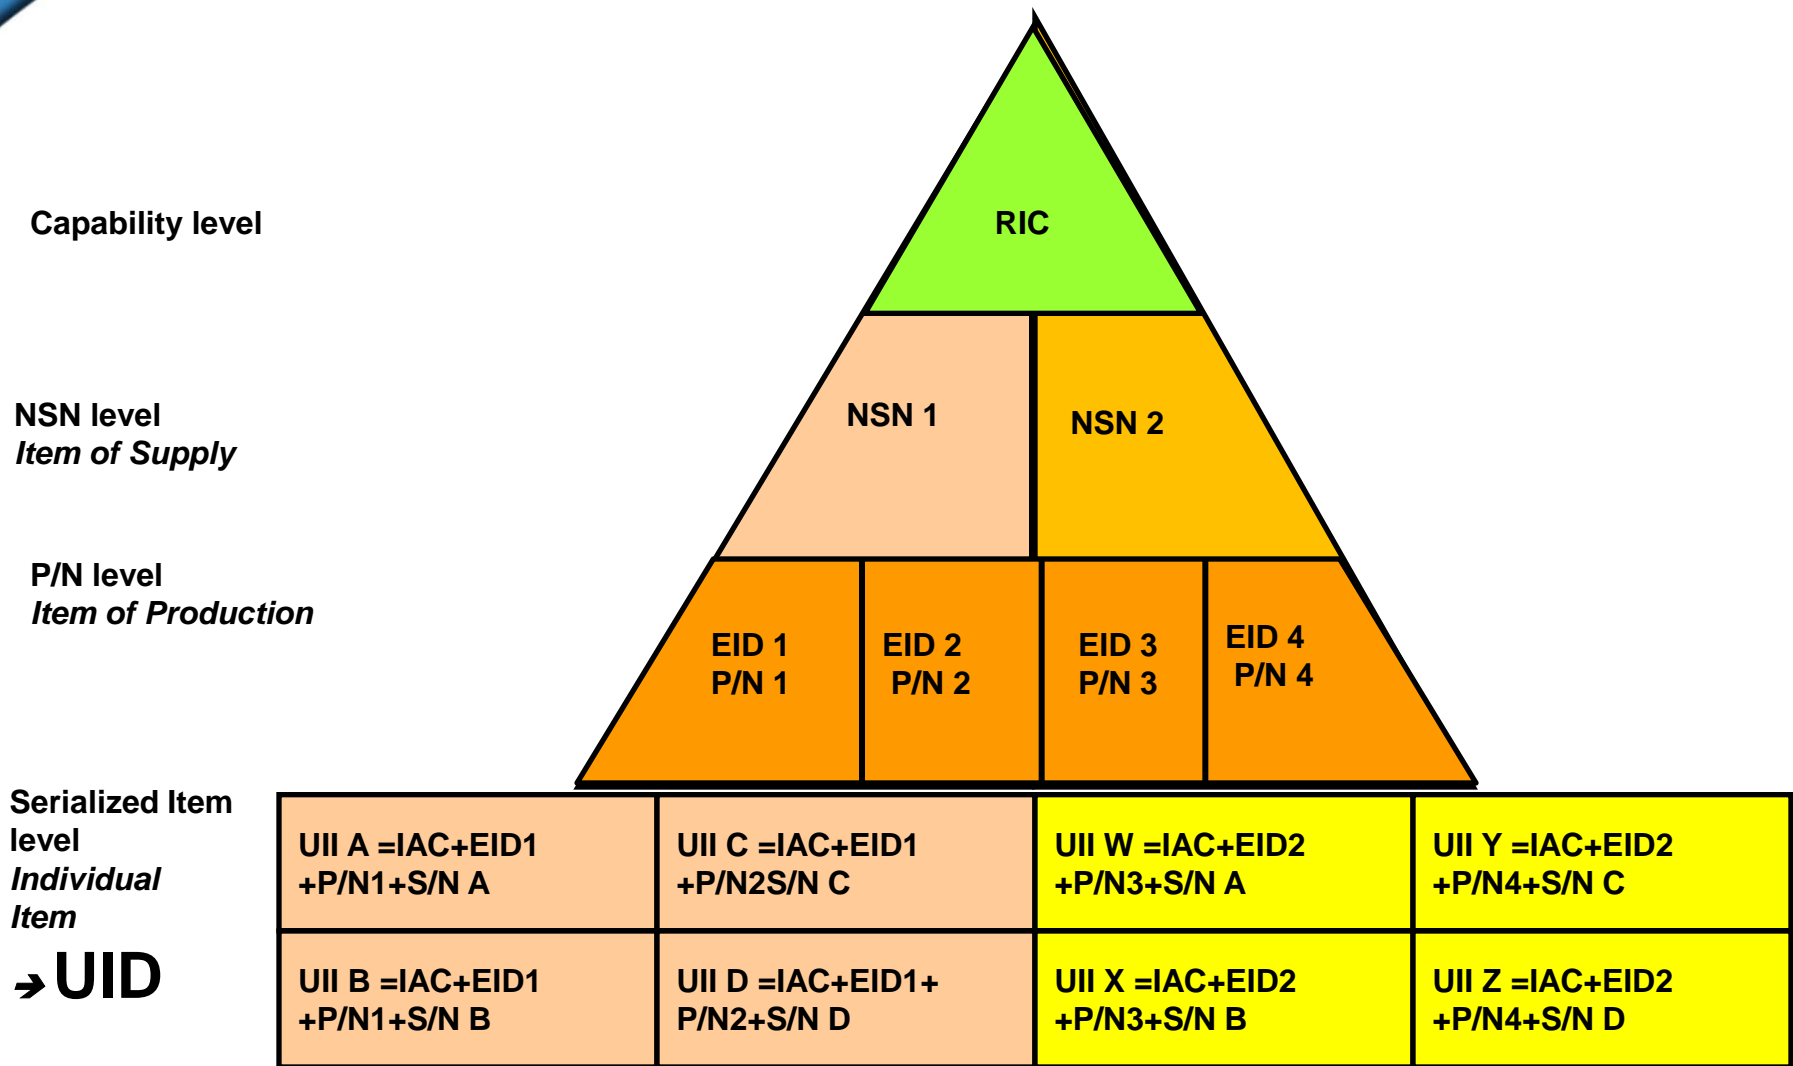 Capability level
RIC
NSN level
Item of Supply
NSN 1
NSN 2
P/N level
Item of Production
EID 1
P/N 1
EID 2
P/N 2
EID 3
P/N 3
EID 4
P/N 4
Serialized Item
level
Individual
Item
➔ UID
UII A =IAC+EID1
+P/N1+S/N A
UII C =IAC+EID1
+P/N2S/N C
UII W =IAC+EID2
+P/N3+S/N A
UII Y =IAC+EID2
+P/N4+S/N C
UII B =IAC+EID1
+P/N1+S/N B
UII D =IAC+EID1+
P/N2+S/N D
UII X =IAC+EID2
+P/N3+S/N B
UII Z =IAC+EID2
+P/N4+S/N D